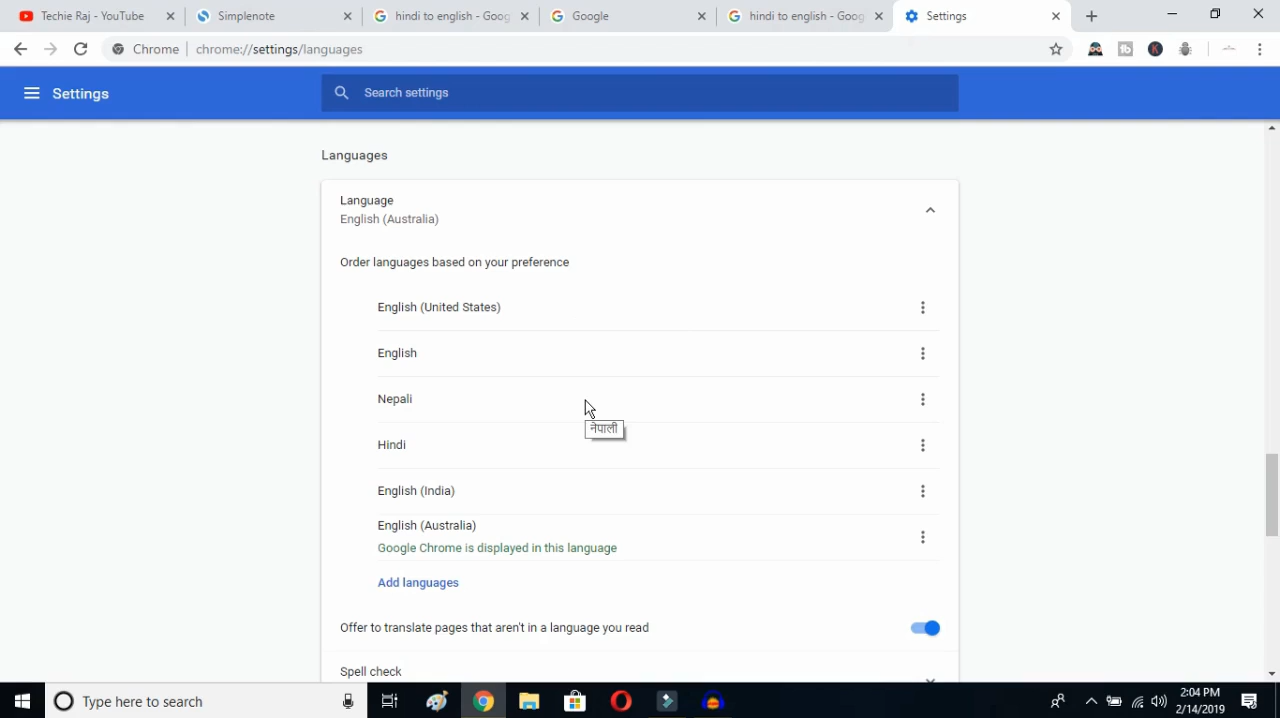 Techie Raj - YouTube
Simplenote
hindi to english - Goog
Google
hindi to english - Goog
Settings
Chrome
chrome://settings/languages
Settings
Search settings
Languages
Language
English (Australia)
Order languages based on your preference
English (United States)
English
Nepali
नेपाली
Hindi
English (India)
English (Australia)
Google Chrome is displayed in this language
Add languages
Offer to translate pages that aren't in a language you read
Spell check
Type here to search
2:04 PM
2/14/2019